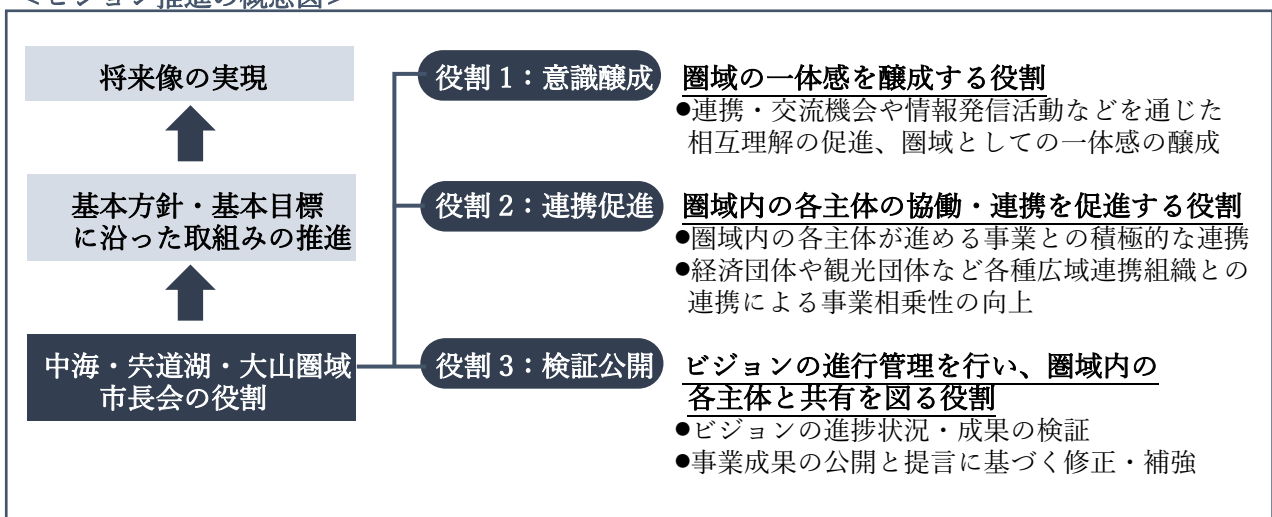 ＜ビジョン推進の概念図＞
将来像の実現
基本方針・基本目標
に沿った取組みの推進
中海・宍道湖・大山圏域
市長会の役割
役割1：意識醸成
圏域の一体感を醸成する役割
●連携・交流機会や情報発信活動などを通じた
相互理解の促進、圏域としての一体感の醸成
役割2：連携促進
圏域内の各主体の協働・連携を促進する役割
●圏域内の各主体が進める事業との積極的な連携
●経済団体や観光団体など各種広域連携組織との
連携による事業相乗性の向上
役割3：検証公開
ビジョンの進行管理を行い、圏域内の
各主体と共有を図る役割
●ビジョンの進捗状況・成果の検証
●事業成果の公開と提言に基づく修正・補強